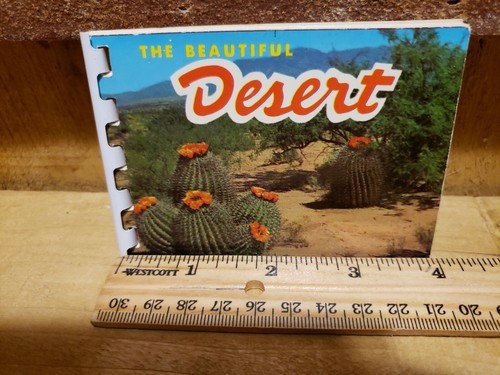 THE BEAUTIFUL
Desert
WESTCOTT 1 2 3 4
30 29 28 27 26 25 24 23 22 21 20